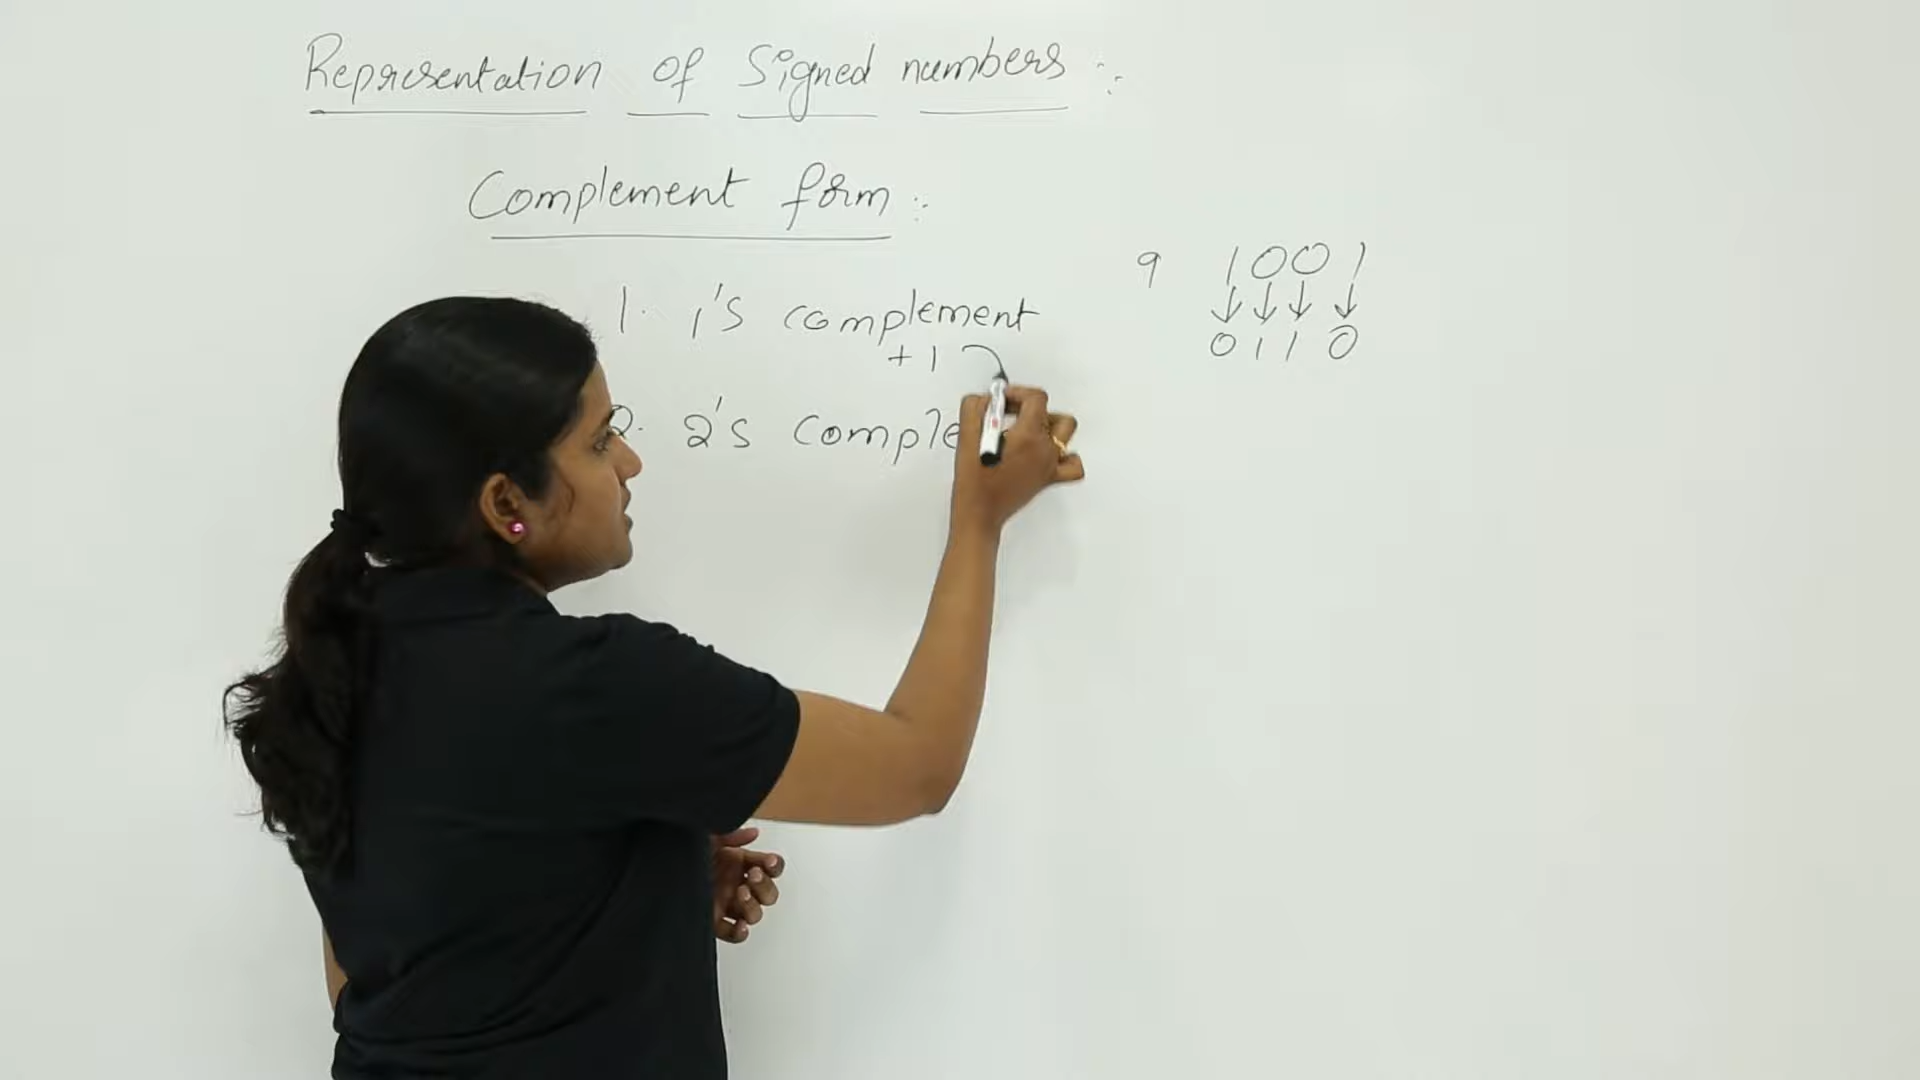 Representation of Signed numbers :-
Complement form :-
1. 1's complement
+ 1
2. 2's comple
9 1001
0110